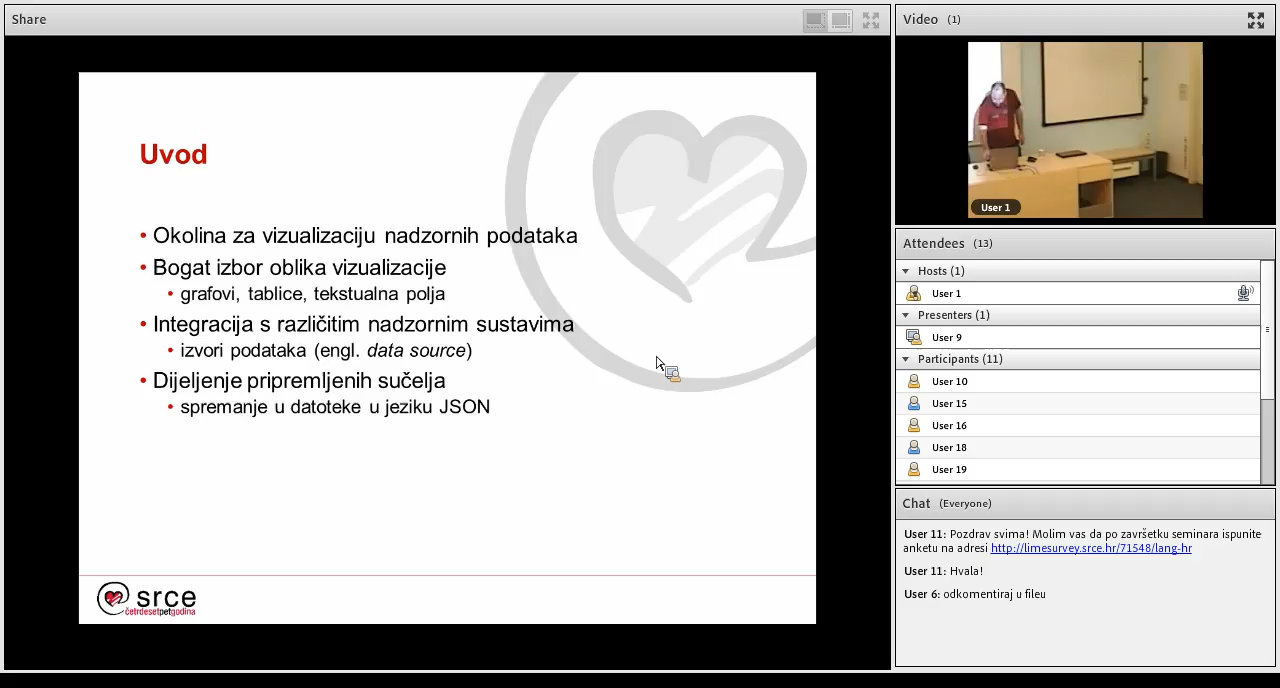 Share
Uvod
• Okolina za vizualizaciju nadzornih podataka
• Bogat izbor oblika vizualizacije
• grafovi, tablice, tekstualna polja
• Integracija s različitim nadzornim sustavima
• izvori podataka (engl. data source)
• Dijeljenje pripremljenih sučelja
• spremanje u datoteke u jeziku JSON
srce
četrdesetpetgodina
Video (1)
User 1
Attendees (13)
Hosts (1)
User 1
Presenters (1)
User 9
Participants (11)
User 10
User 15
User 16
User 18
User 19
Chat (Everyone)
User 11: Pozdrav svima! Molim vas da po završetku seminara ispunite
anketu na adresi http://limesurvey.srce.hr/71548/lang-hr
User 11: Hvala!
User 6: odkomentiraj u fileu